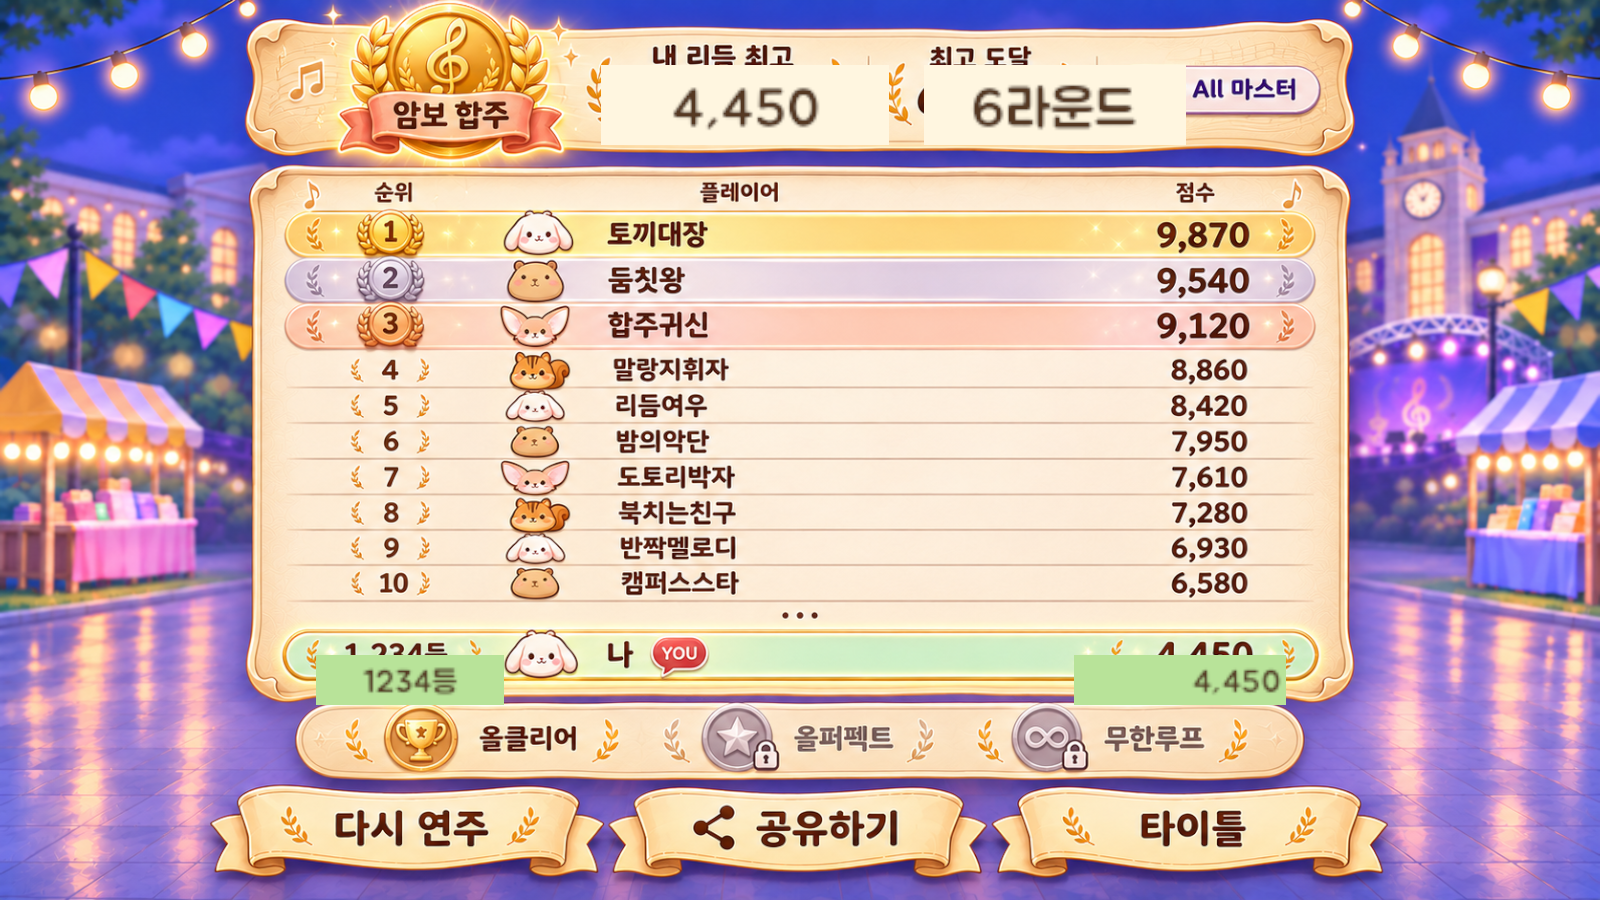 암보 합주
내 리듬 최고
4,450
최고 도달
6라운드
All 마스터
순위 플레이어 점수
1 토끼대장 9,870
2 둠칫왕 9,540
3 합주귀신 9,120
4 말랑지휘자 8,860
5 리듬여우 8,420
6 밤의악단 7,950
7 도토리박자 7,610
8 북치는친구 7,280
9 반짝멜로디 6,930
10 캠퍼스스타 6,580
...
1,234등 나 YOU 4,450
1234등 4,450
올클리어 올퍼펙트 무한루프
다시 연주 공유하기 타이틀